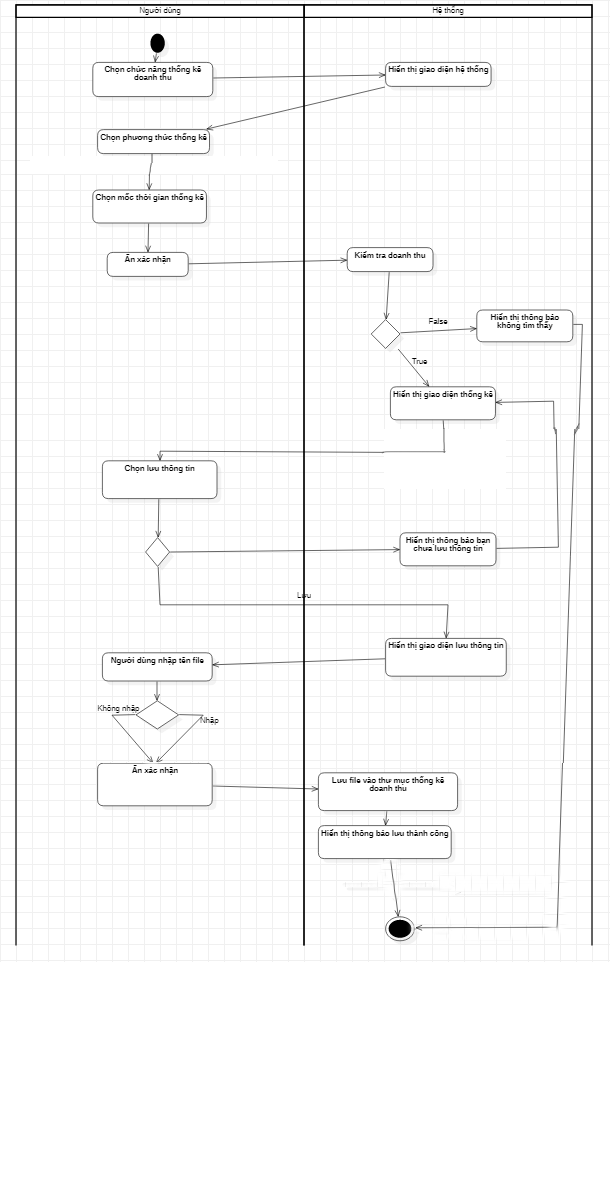 Người dùng
Hệ thống
Chọn chức năng thống kê
doanh thu
Hiển thị giao diện hệ thống
Chọn phương thức thống kê
Chọn mốc thời gian thống kê
Ấn xác nhận
Kiểm tra doanh thu
False
Hiển thị thông báo
không tìm thấy
True
Hiển thị giao diện thống kê
Chọn lưu thông tin
Hiển thị thông báo bạn
chưa lưu thông tin
Lưu
Hiển thị giao diện lưu thông tin
Người dùng nhập tên file
Không nhập
Nhập
Ấn xác nhận
Lưu file vào thư mục thống kê
doanh thu
Hiển thị thông báo lưu thành công